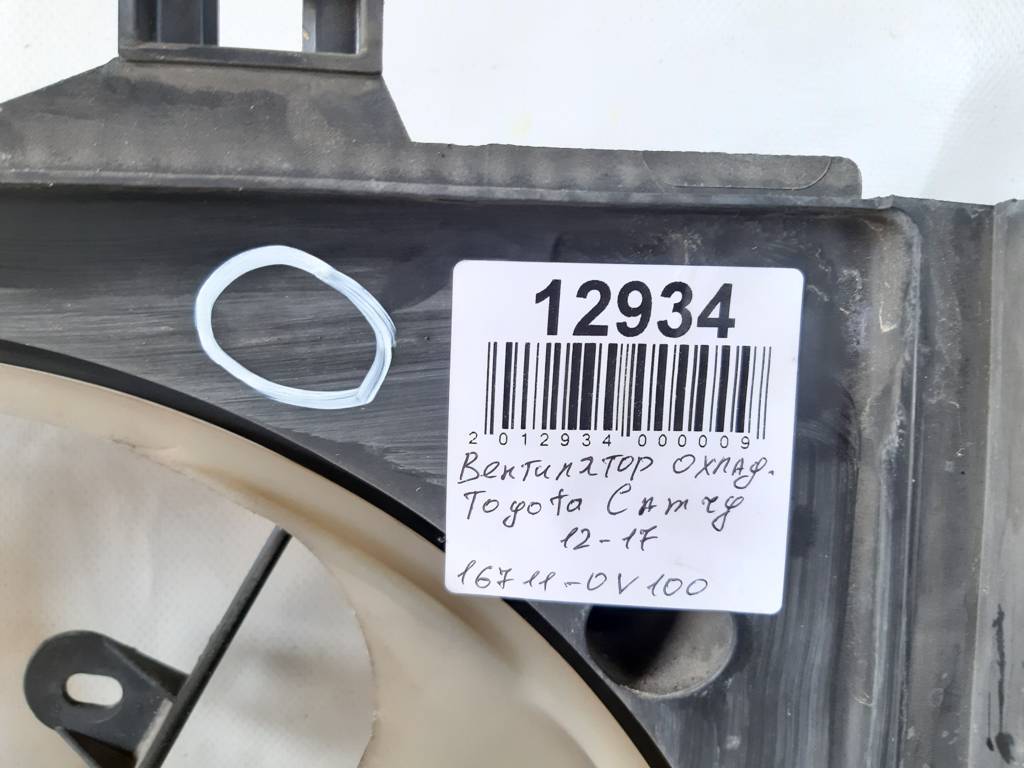 12934
2 012934 000009
Вентилятор охлад.
Toyota Camry
12-17
16711-0V100